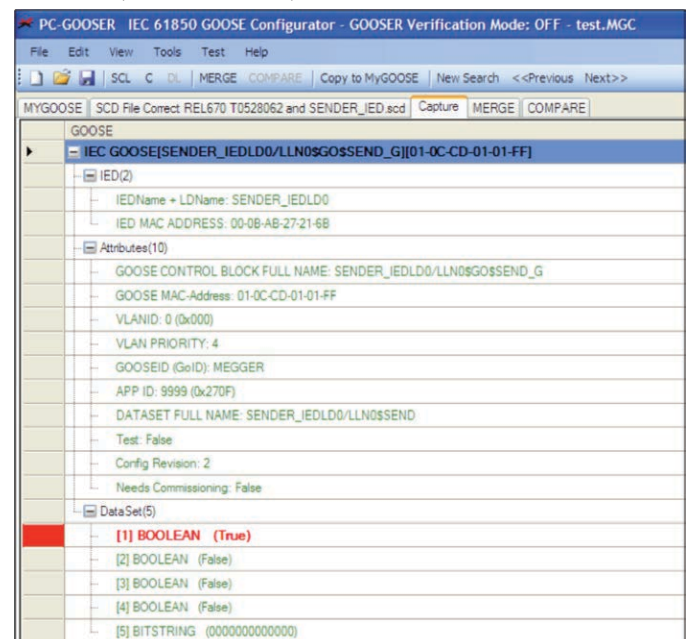 PC-GOOSER IEC 61850 GOOSE Configurator - GOOSER Verification Mode: OFF - test.MGC
File Edit View Tools Test Help
SCL C DL MERGE COMPARE Copy to MyGOOSE New Search <<Previous Next>>
MYGOOSE SCD File Correct REL670 T0528062 and SENDER_IED.scd Capture MERGE COMPARE
GOOSE
IEC GOOSE[SENDER_IEDLD0/LLN0$GO$SEND_G][01-0C-CD-01-01-FF]
IED(2)
IEDName + LDName: SENDER_IEDLD0
IED MAC ADDRESS: 00-0B-AB-27-21-6B
Attributes(10)
GOOSE CONTROL BLOCK FULL NAME: SENDER_IEDLD0/LLN0$GO$SEND_G
GOOSE MAC-Address: 01-0C-CD-01-01-FF
VLANID: 0 (0x000)
VLAN PRIORITY: 4
GOOSEID (GoID): MEGGER
APP ID: 9999 (0x270F)
DATASET FULL NAME: SENDER_IEDLD0/LLN0$SEND
Test: False
Config Revision: 2
Needs Commissioning: False
DataSet(5)
[1] BOOLEAN (True)
[2] BOOLEAN (False)
[3] BOOLEAN (False)
[4] BOOLEAN (False)
[5] BITSTRING (0000000000000)